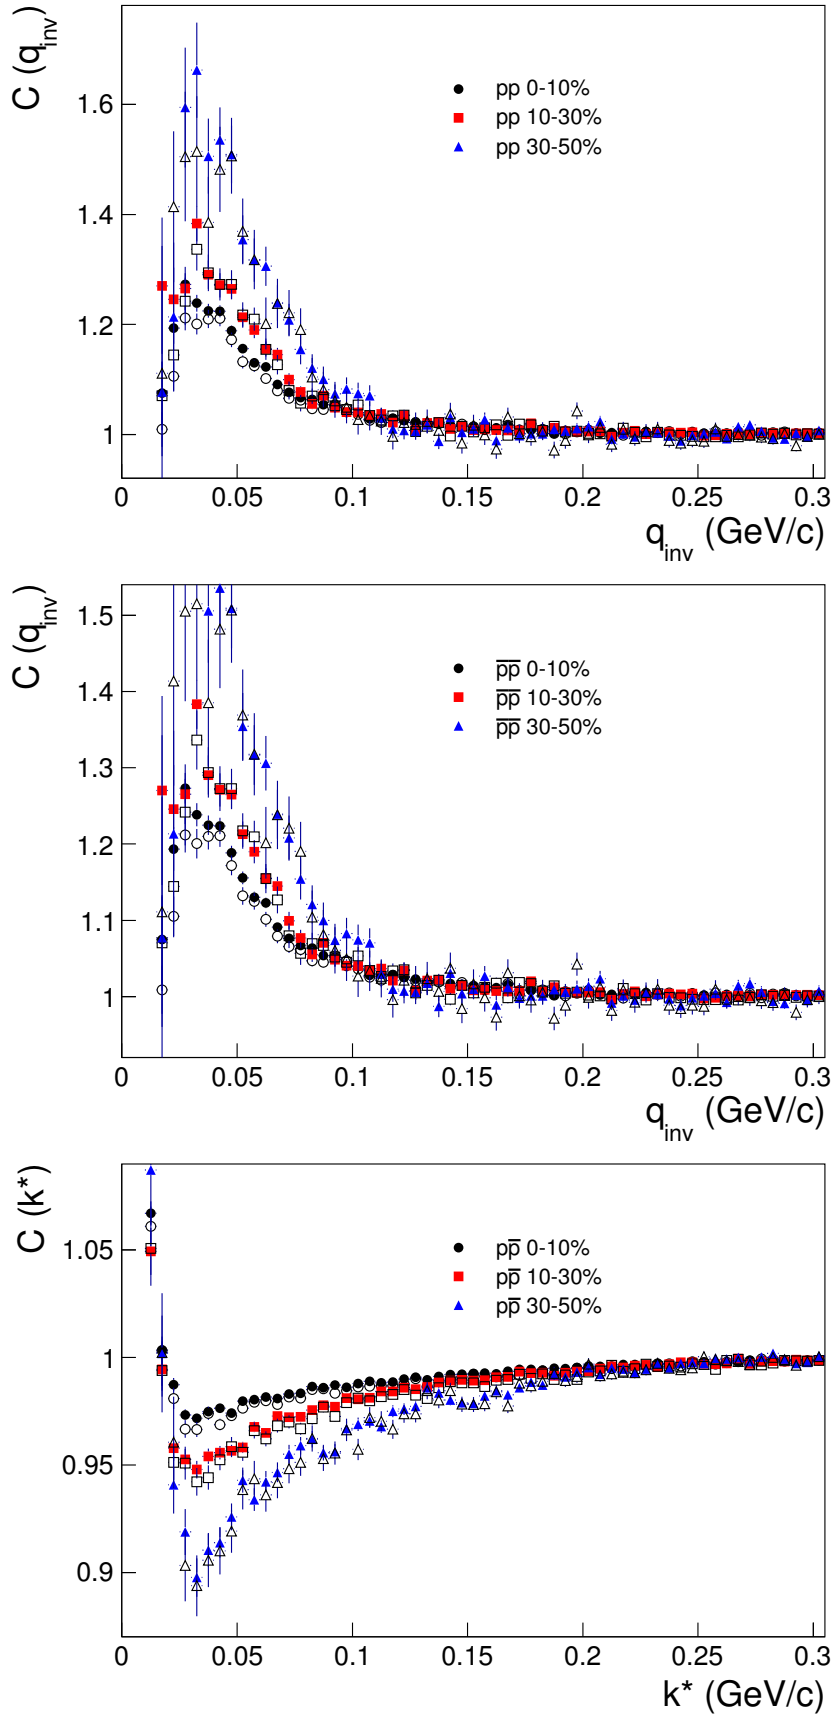 C (q_inv)
1.6
1.4
1.2
1
pp 0-10%
pp 10-30%
pp 30-50%
0 0.05 0.1 0.15 0.2 0.25 0.3
q_inv (GeV/c)
C (q_inv)
1.5
1.4
1.3
1.2
1.1
1
p̅p̅ 0-10%
p̅p̅ 10-30%
p̅p̅ 30-50%
0 0.05 0.1 0.15 0.2 0.25 0.3
q_inv (GeV/c)
C (k*)
1.05
1
0.95
0.9
pp̅ 0-10%
pp̅ 10-30%
pp̅ 30-50%
0 0.05 0.1 0.15 0.2 0.25 0.3
k* (GeV/c)